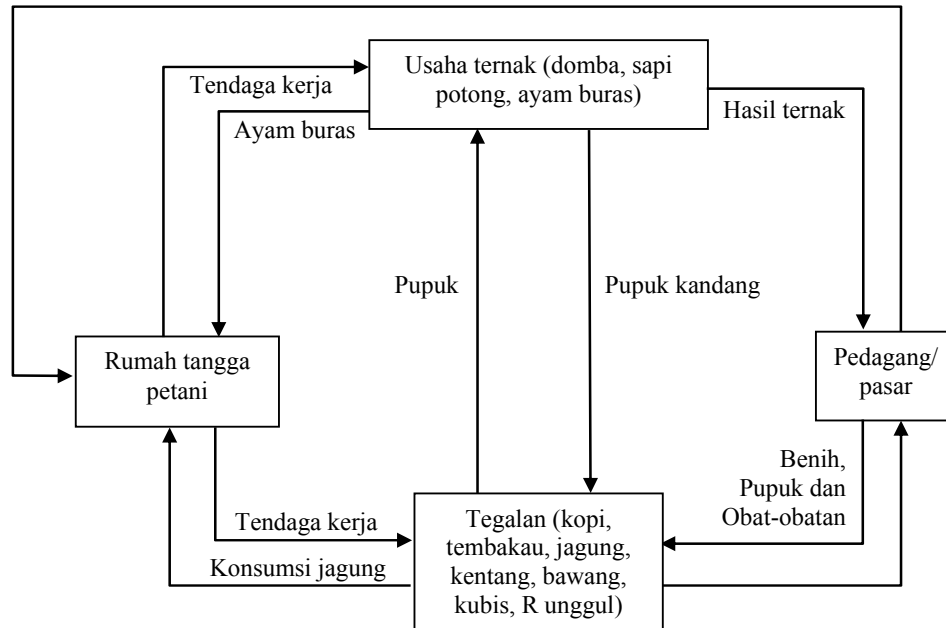 Usaha ternak (domba, sapi
potong, ayam buras)
Tendaga kerja
Ayam buras
Hasil ternak
Pupuk
Pupuk kandang
Rumah tangga
petani
Pedagang/
pasar
Benih,
Pupuk dan
Obat-obatan
Tendaga kerja
Konsumsi jagung
Tegalan (kopi,
tembakau, jagung,
kentang, bawang,
kubis, R unggul)